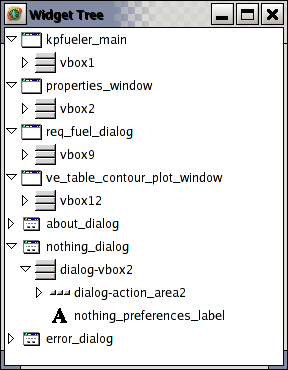 Widget Tree
kpfueler_main
vbox1
properties_window
vbox2
req_fuel_dialog
vbox9
ve_table_contour_plot_window
vbox12
about_dialog
nothing_dialog
dialog-vbox2
dialog-action_area2
nothing_preferences_label
error_dialog